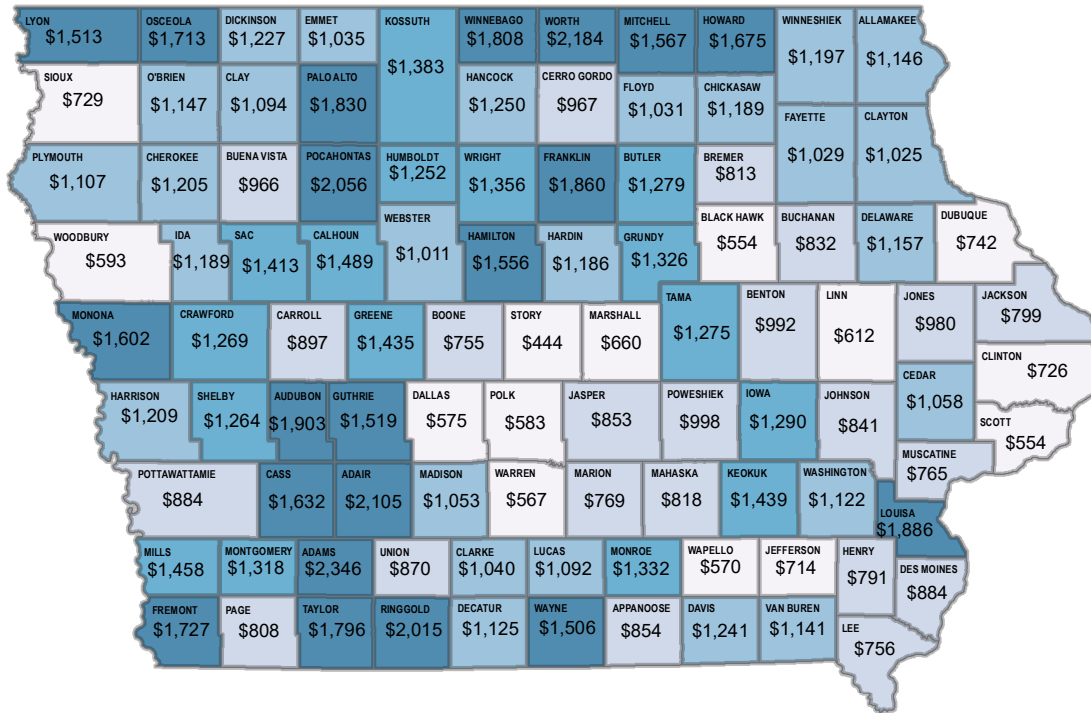 LYON
$1,513
OSCEOLA
$1,713
DICKINSON
$1,227
EMMET
$1,035
KOSSUTH
$1,383
WINNEBAGO
$1,808
WORTH
$2,184
MITCHELL
$1,567
HOWARD
$1,675
WINNESHIEK
$1,197
ALLAMAKEE
$1,146
SIOUX
$729
O'BRIEN
$1,147
CLAY
$1,094
PALO ALTO
$1,830
HANCOCK
$1,250
CERRO GORDO
$967
FLOYD
$1,031
CHICKASAW
$1,189
FAYETTE
$1,029
CLAYTON
$1,025
PLYMOUTH
$1,107
CHEROKEE
$1,205
BUENA VISTA
$966
POCAHONTAS
$2,056
HUMBOLDT
$1,252
WRIGHT
$1,356
FRANKLIN
$1,860
BUTLER
$1,279
BREMER
$813
WOODBURY
$593
IDA
$1,189
SAC
$1,413
CALHOUN
$1,489
WEBSTER
$1,011
HAMILTON
$1,556
HARDIN
$1,186
GRUNDY
$1,326
BLACK HAWK
$554
BUCHANAN
$832
DELAWARE
$1,157
DUBUQUE
$742
MONONA
$1,602
CRAWFORD
$1,269
CARROLL
$897
GREENE
$1,435
BOONE
$755
STORY
$444
MARSHALL
$660
TAMA
$1,275
BENTON
$992
LINN
$612
JONES
$980
JACKSON
$799
CLINTON
$726
HARRISON
$1,209
SHELBY
$1,264
AUDUBON
$1,903
GUTHRIE
$1,519
DALLAS
$575
POLK
$583
JASPER
$853
POWESHIEK
$998
IOWA
$1,290
JOHNSON
$841
CEDAR
$1,058
SCOTT
$554
MUSCATINE
$765
POTTAWATTAMIE
$884
CASS
$1,632
ADAIR
$2,105
MADISON
$1,053
WARREN
$567
MARION
$769
MAHASKA
$818
KEOKUK
$1,439
WASHINGTON
$1,122
LOUISA
$1,886
MILLS
$1,458
MONTGOMERY
$1,318
ADAMS
$2,346
UNION
$870
CLARKE
$1,040
LUCAS
$1,092
MONROE
$1,332
WAPELLO
$570
JEFFERSON
$714
HENRY
$791
DES MOINES
$884
FREMONT
$1,727
PAGE
$808
TAYLOR
$1,796
RINGGOLD
$2,015
DECATUR
$1,125
WAYNE
$1,506
APPANOOSE
$854
DAVIS
$1,241
VAN BUREN
$1,141
LEE
$756